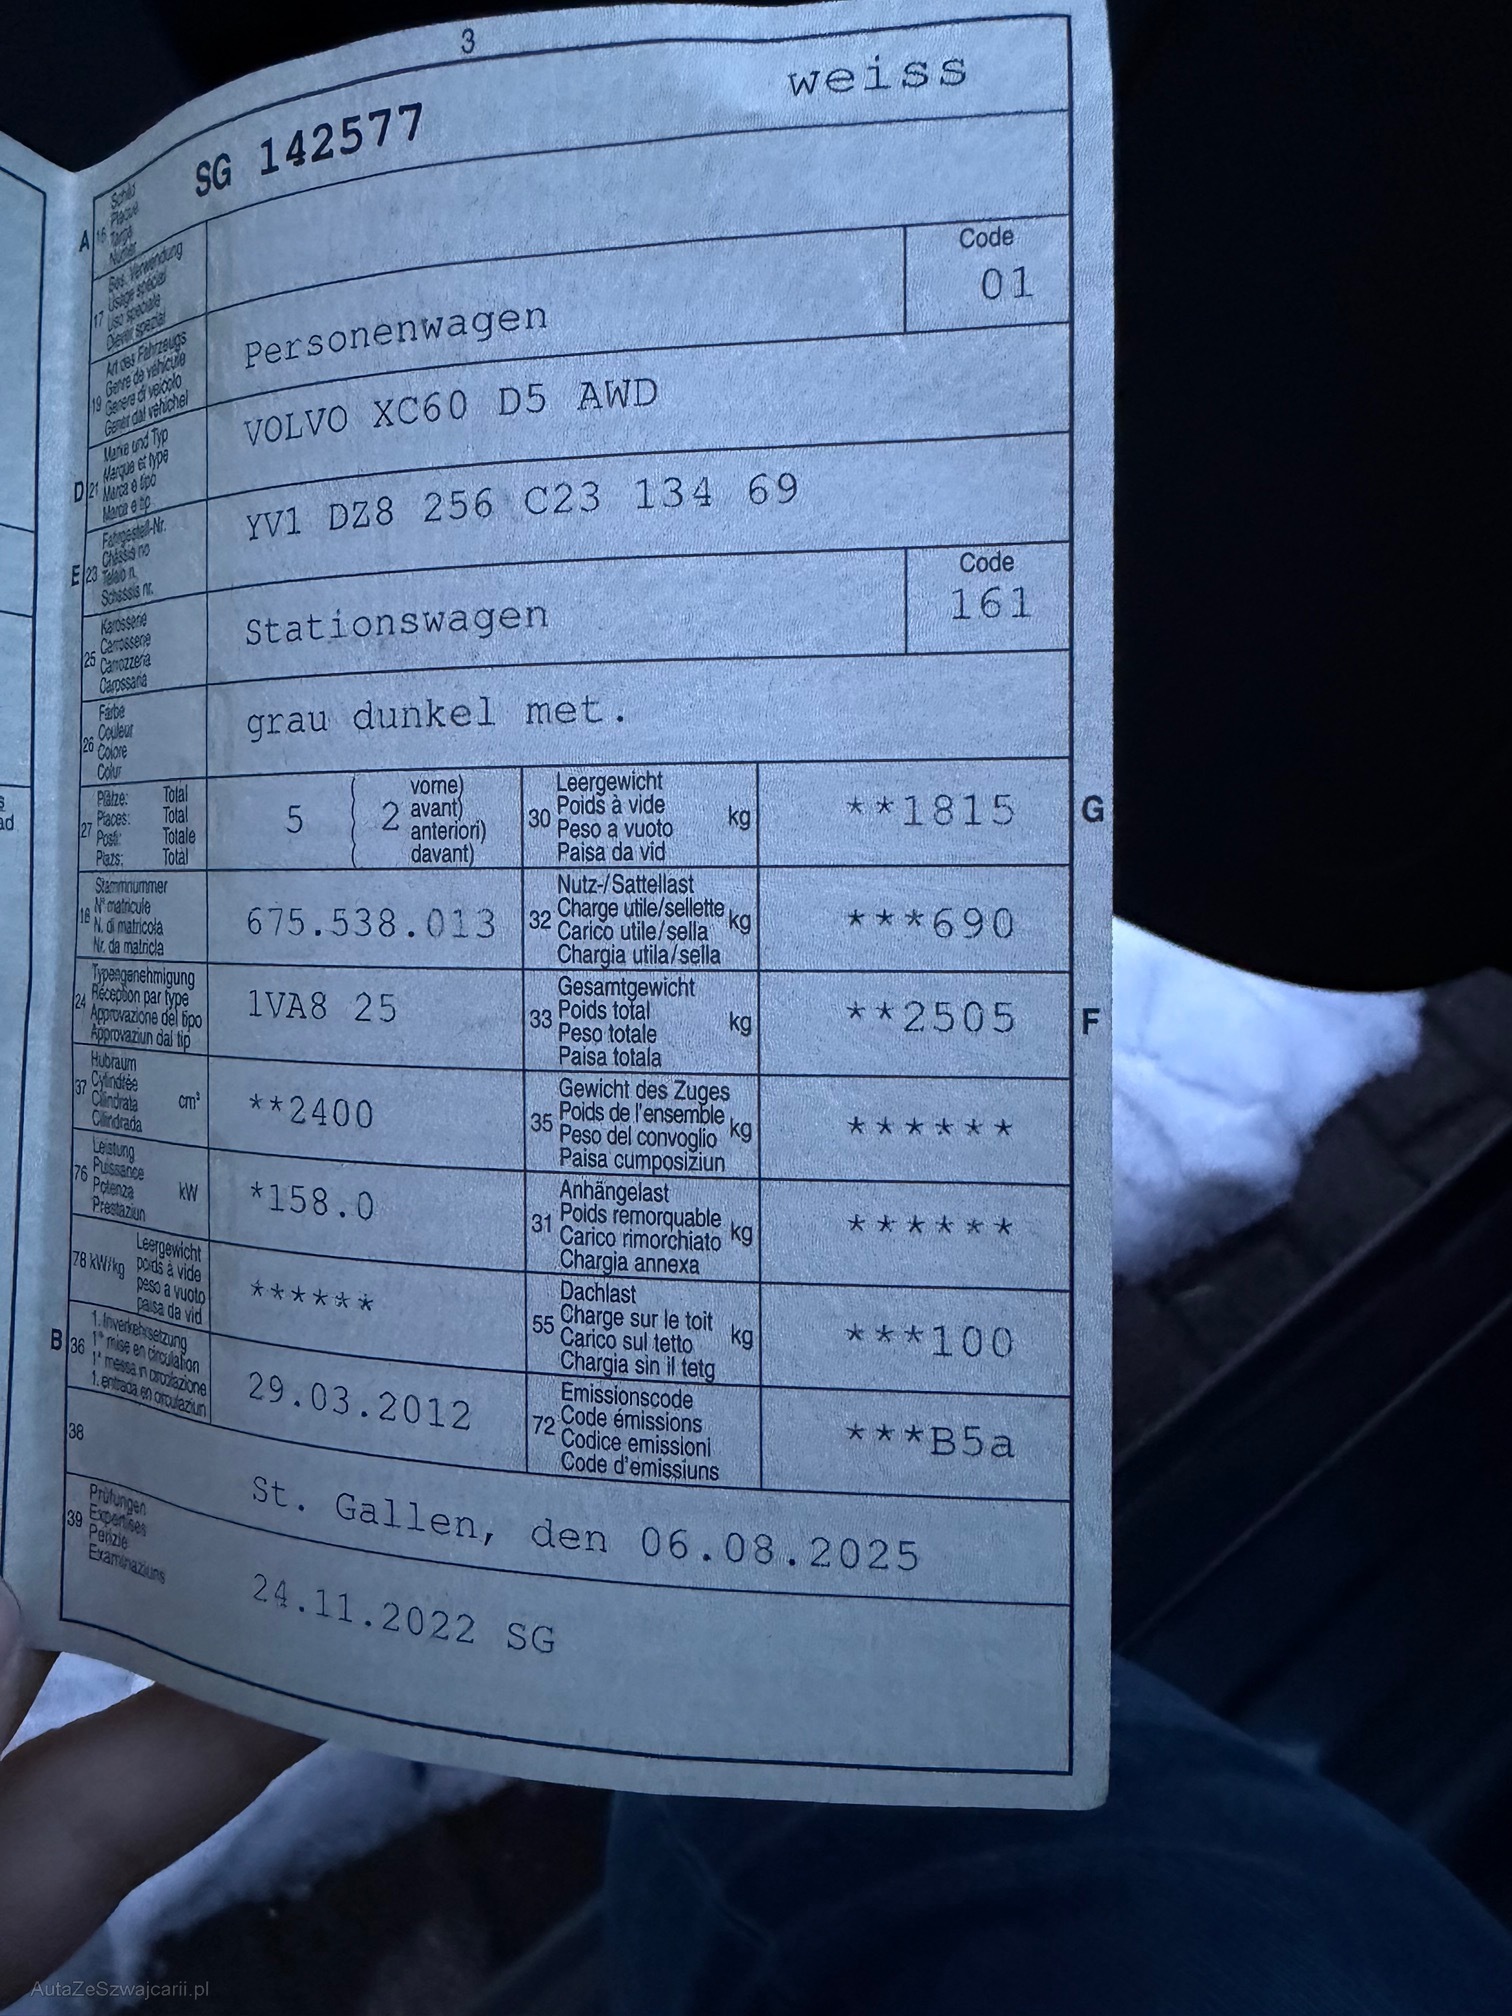 3
SG 142577 weiss
A 16 Schild
Plaque
Targa
Numer
17 Bes. Verwendung
Usage spécial
Uso speciale
Diever spezial
19 Art des Fahrzeugs
Genre de véhicule
Genere di veicolo
Gener dal vehichel
Personenwagen
Code
01
D 21 Marke und Typ
Marque et type
Marca e tipo
Marca e tip
VOLVO XC60 D5 AWD
E 23 Fahrgestell-Nr.
Châssis no
Telaio n.
Schassis nr.
YV1 DZ8 256 C23 134 69
25 Karosserie
Carrosserie
Carrozzeria
Carossaria
Stationswagen
Code
161
26 Farbe
Couleur
Colore
Colur
grau dunkel met.
27 Plätze: Total
Places: Total
Posti: Totale
Plazs: Total
5 ( 2 vorne)
avant)
anteriori)
davant)
30 Leergewicht
Poids à vide
Peso a vuoto
Paisa da vid
kg
**1815 G
18 Stammnummer
N° matricule
N. di matricola
Nr. da matricla
675.538.013
32 Nutz-/Sattellast
Charge utile/sellette
Carico utile/sella
Chargia utila/sella
kg
***690
24 Typengenehmigung
Réception par type
Approvazione del tipo
Approvaziun dal tip
1VA8 25
33 Gesamtgewicht
Poids total
Peso totale
Paisa totala
kg
**2505 F
37 Hubraum
Cylindrée
Cilindrata
Cilindrada
cm³
**2400
35 Gewicht des Zuges
Poids de l'ensemble
Peso del convoglio
Paisa cumposiziun
kg
******
76 Leistung
Puissance
Potenza
Prestaziun
kW
*158.0
31 Anhängelast
Poids remorquable
Carico rimorchiato
Chargia annexa
kg
******
78 kW/kg Leergewicht
poids à vide
peso a vuoto
paisa da vid
******
55 Dachlast
Charge sur le toit
Carico sul tetto
Chargia sin il tetg
kg
***100
B 36 1. Inverkehrsetzung
1re mise en circulation
1a messa in circolazione
1. entrada en circulaziun
29.03.2012
72 Emissionscode
Code émissions
Codice emissioni
Code d'emissiuns
***B5a
38
St. Gallen, den 06.08.2025
39 Prüfungen
Expertises
Perizie
Examinaziuns
24.11.2022 SG
AutaZeSzwajcarii.pl